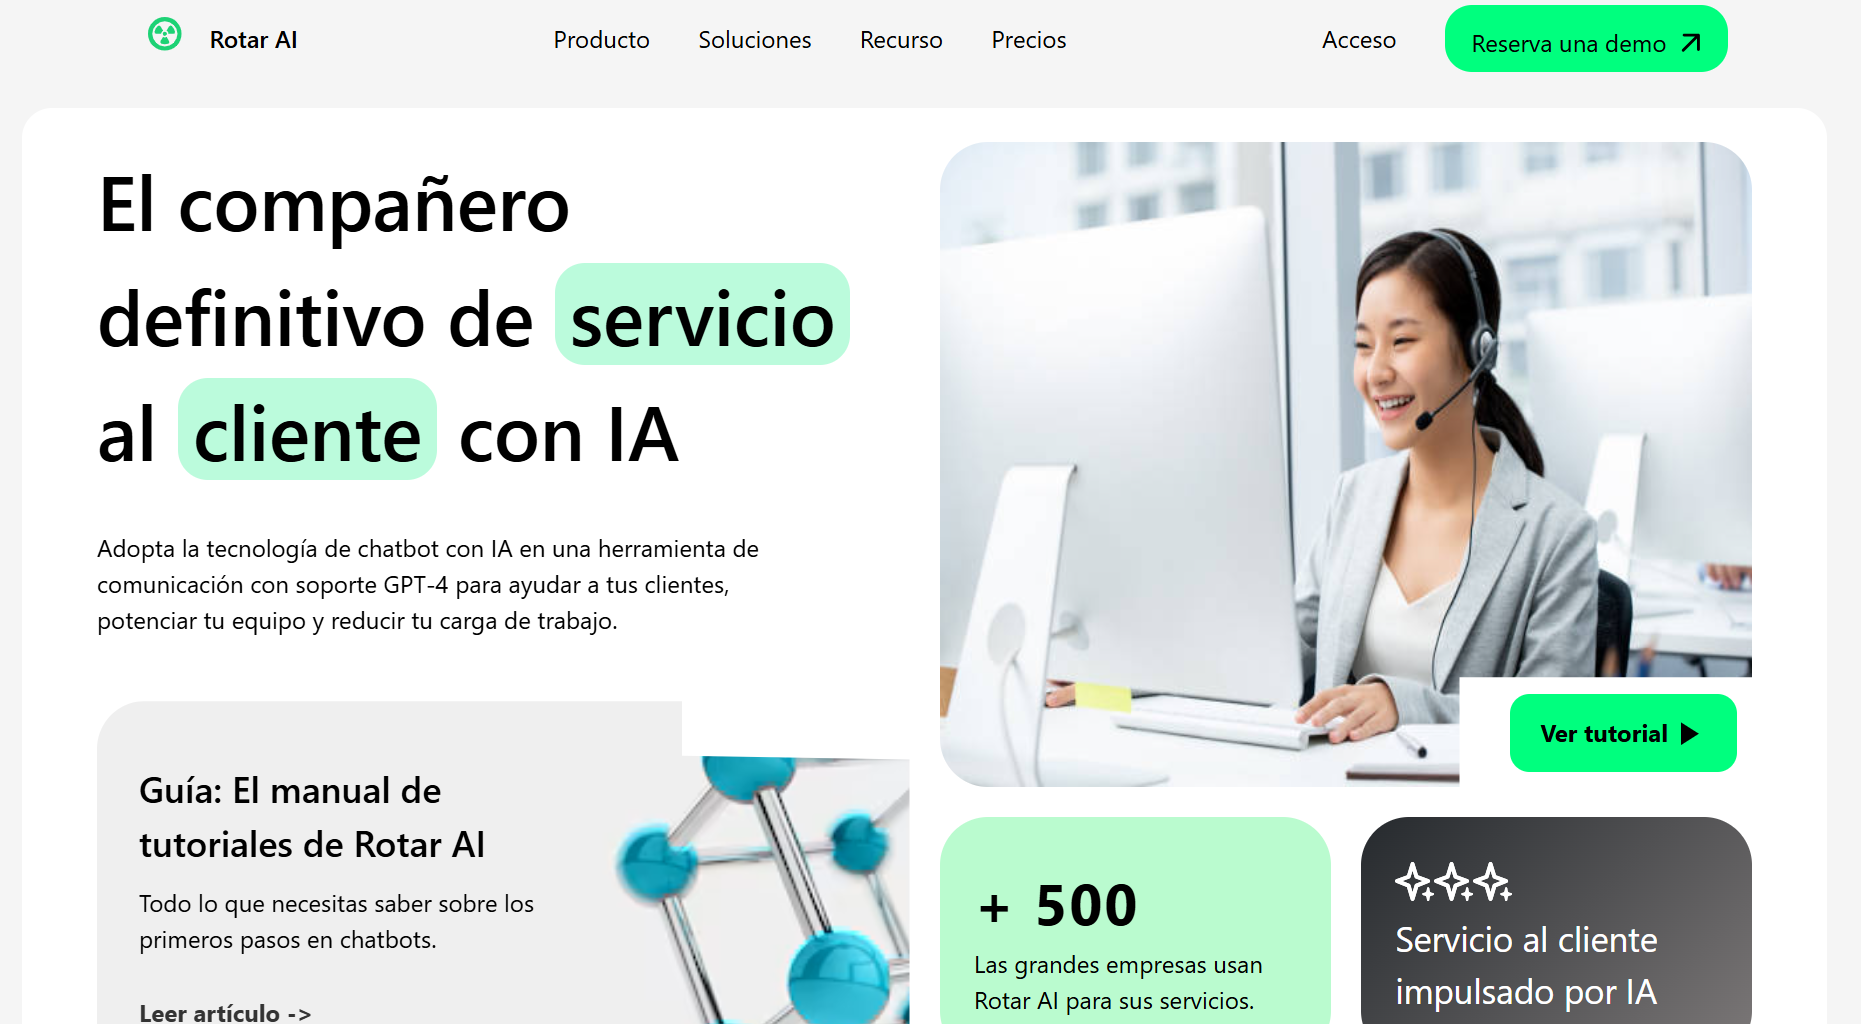 Rotar AI
Producto
Soluciones
Recurso
Precios
Acceso
Reserva una demo
El compañero
definitivo de servicio
al cliente con IA
Adopta la tecnología de chatbot con IA en una herramienta de
comunicación con soporte GPT-4 para ayudar a tus clientes,
potenciar tu equipo y reducir tu carga de trabajo.
Ver tutorial
Guía: El manual de
tutoriales de Rotar AI
Todo lo que necesitas saber sobre los
primeros pasos en chatbots.
Leer artículo ->
+ 500
Las grandes empresas usan
Rotar AI para sus servicios.
Servicio al cliente
impulsado por IA